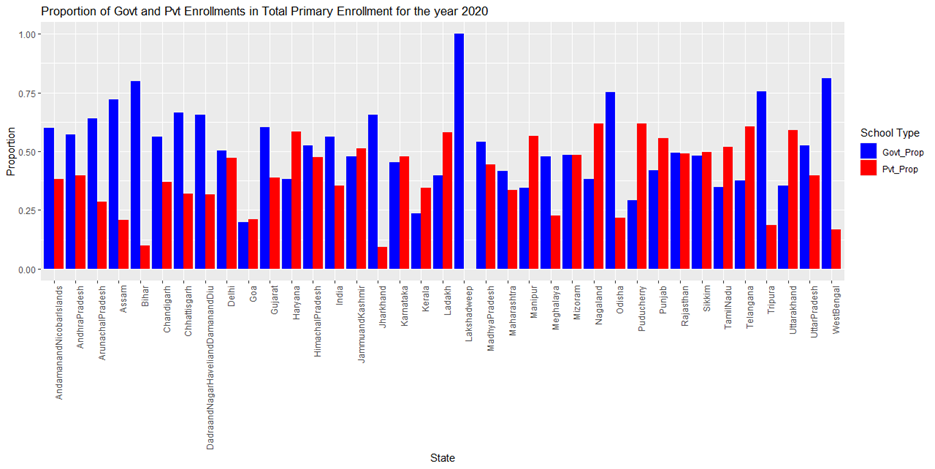 Proportion of Govt and Pvt Enrollments in Total Primary Enrollment for the year 2020
1.00
0.75
0.50
0.25
0.00
Proportion
AndamanandNicobarIslands
AndhraPradesh
ArunachalPradesh
Assam
Bihar
Chandigarh
Chhattisgarh
DadraandNagarHaveliandDamanandDiu
Delhi
Goa
Gujarat
Haryana
HimachalPradesh
India
JammuandKashmir
Jharkhand
Karnataka
Kerala
Ladakh
Lakshadweep
MadhyaPradesh
Maharashtra
Manipur
Meghalaya
Mizoram
Nagaland
Odisha
Puducherry
Punjab
Rajasthan
Sikkim
TamilNadu
Telangana
Tripura
Uttarakhand
UttarPradesh
WestBengal
State
School Type
Govt_Prop
Pvt_Prop